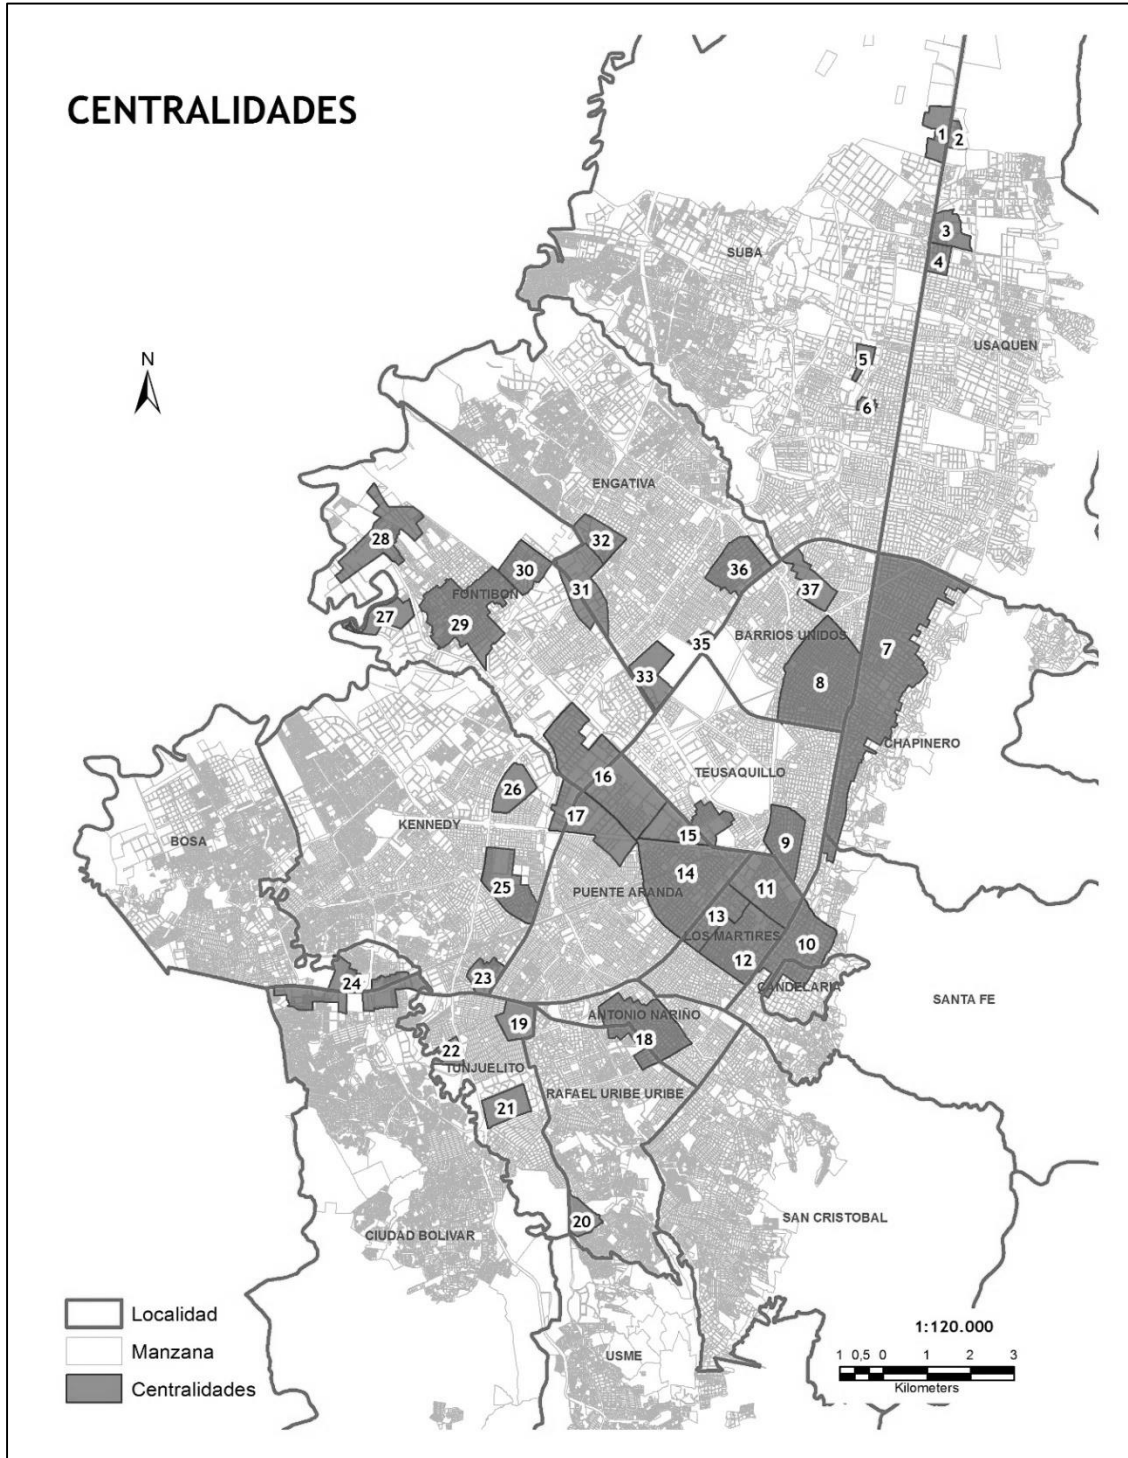 CENTRALIDADES
1
2
3
SUBA
4
USAQUEN
N
5
6
ENGATIVA
32
28
30
36
31
37
27
FONTIBON
29
35
BARRIOS UNIDOS
7
33
8
CHAPINERO
16
TEUSAQUILLO
26
17
KENNEDY
15
BOSA
9
14
25
PUENTE ARANDA
11
13
LOS MARTIRES
10
12
23
24
CANDELARIA
SANTA FE
19
ANTONIO NARIÑO
18
22
TUNJUELITO
RAFAEL URIBE URIBE
21
20
SAN CRISTOBAL
CIUDAD BOLIVAR
Localidad
Manzana
Centralidades
USME
1:120.000
1 0,5 0 1 2 3
Kilometers